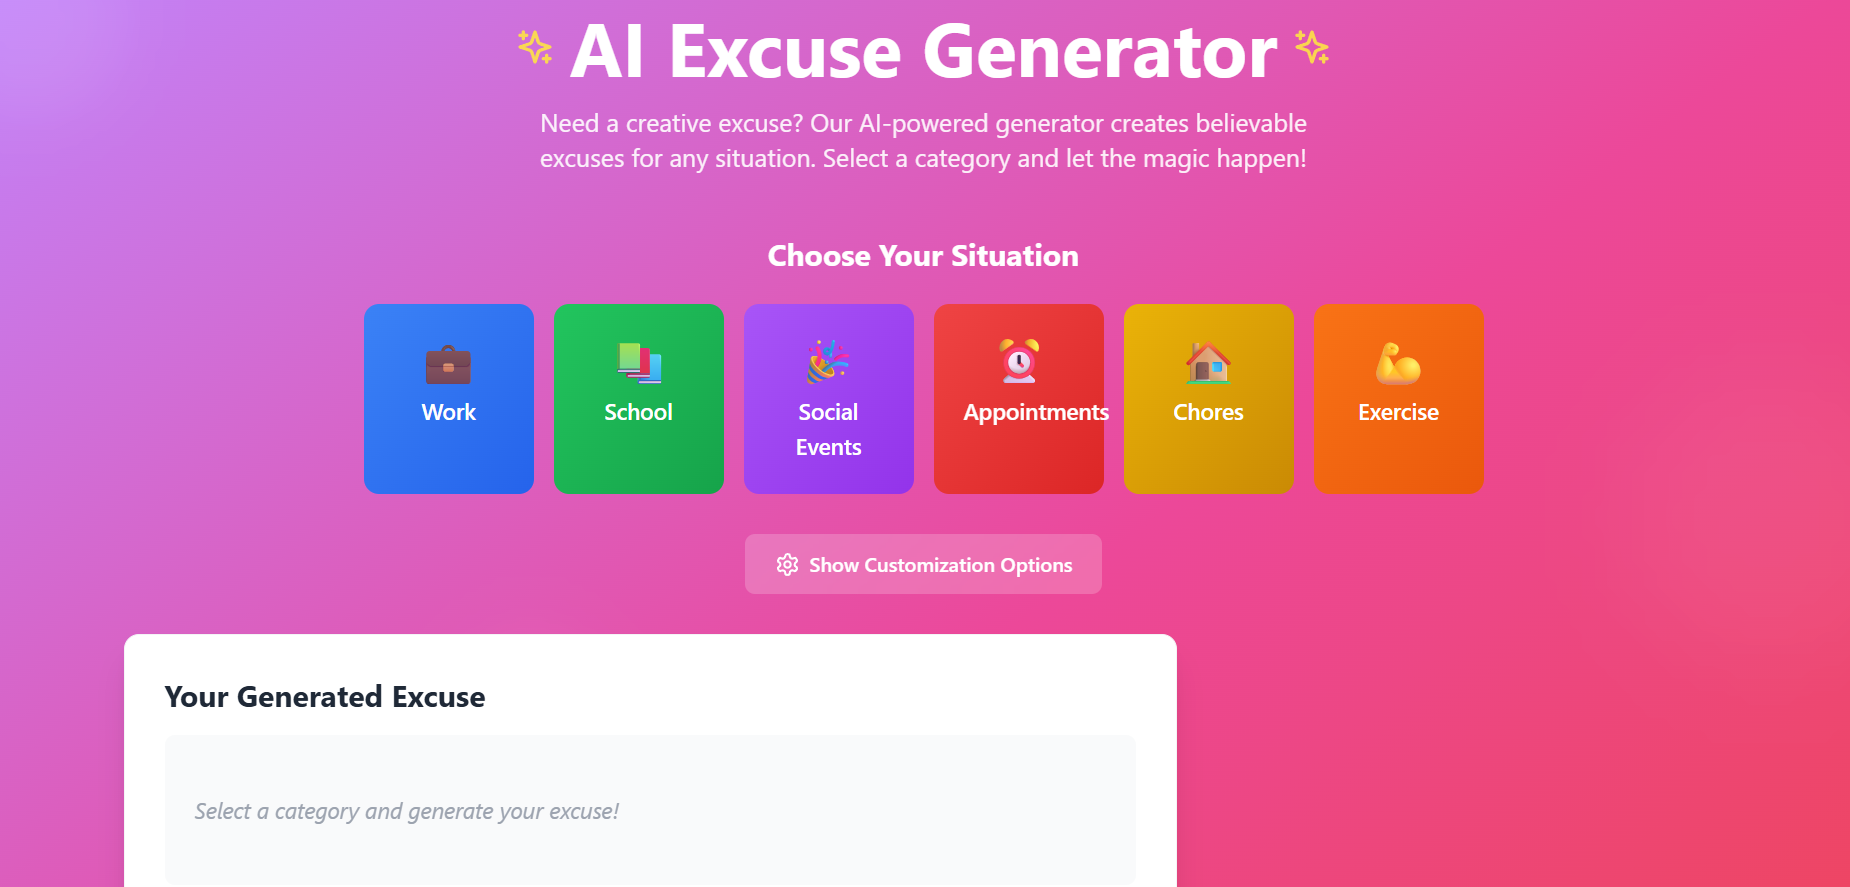 AI Excuse Generator
Need a creative excuse? Our AI-powered generator creates believable
excuses for any situation. Select a category and let the magic happen!
Choose Your Situation
Work
School
Social
Events
Appointments
Chores
Exercise
Show Customization Options
Your Generated Excuse
Select a category and generate your excuse!